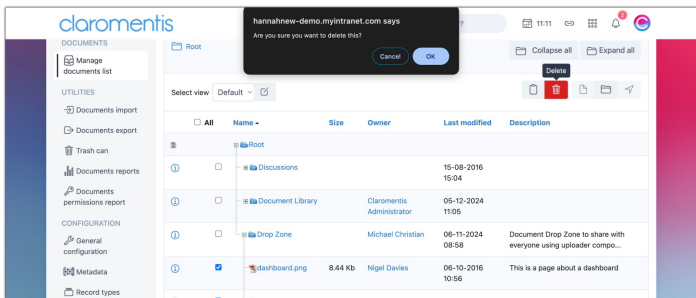 claromentis
hannahnew-demo.myintranet.com says
Are you sure you want to delete this?
Cancel OK
?
11:11
DOCUMENTS
Manage
documents list
UTILITIES
Documents import
Documents export
Trash can
Documents reports
Documents
permissions report
CONFIGURATION
General
configuration
Metadata
Record types
Root
Collapse all Expand all
Delete
Select view Default
All Name Size Owner Last modified Description
Root
Discussions 15-08-2016
15:04
Document Library Claromentis 05-12-2024
Administrator 11:05
Drop Zone Michael Christian 06-11-2024 Document Drop Zone to share with
08:58 everyone using uploader compo...
dashboard.png 8.44 Kb Nigel Davies 06-10-2016 This is a page about a dashboard
10:56